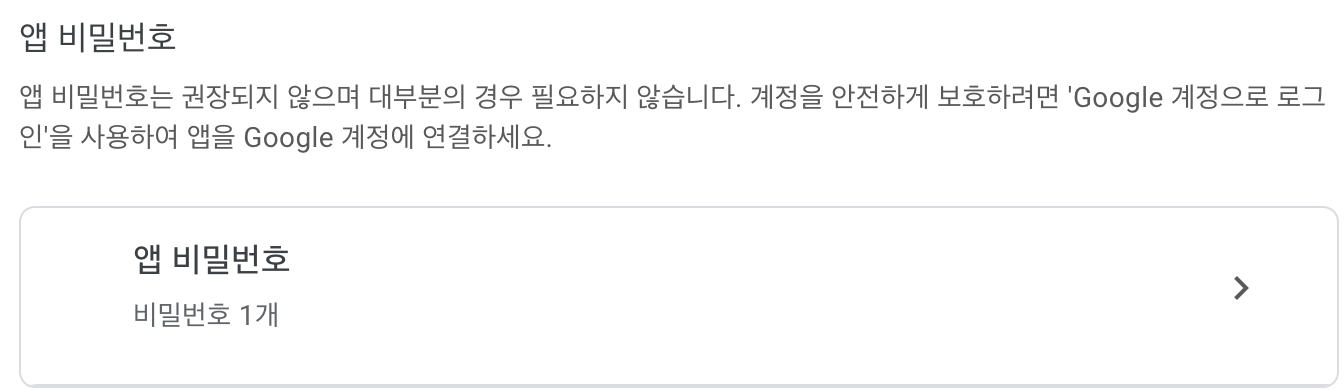 앱 비밀번호
앱 비밀번호는 권장되지 않으며 대부분의 경우 필요하지 않습니다. 계정을 안전하게 보호하려면 'Google 계정으로 로그
인'을 사용하여 앱을 Google 계정에 연결하세요.
앱 비밀번호
비밀번호 1개